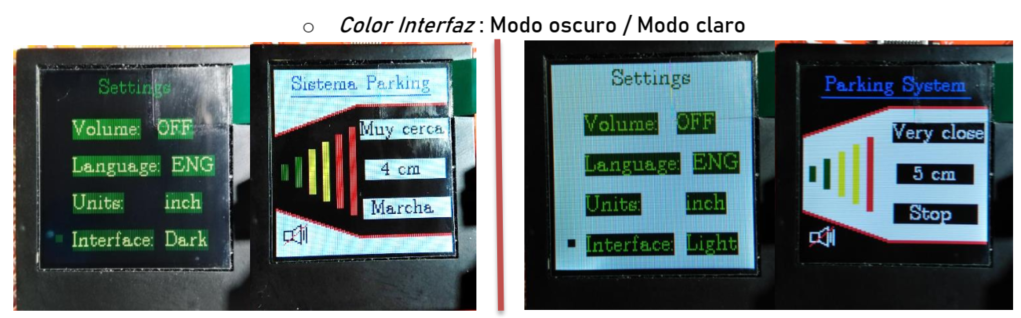 o Color Interfaz : Modo oscuro / Modo claro
Settings
Volume: OFF
Language: ENG
Units: inch
Interface: Dark
Sistema Parking
Muy cerca
4 cm
Marcha
Settings
Volume: OFF
Language: ENG
Units: inch
Interface: Light
Parking System
Very close
5 cm
Stop